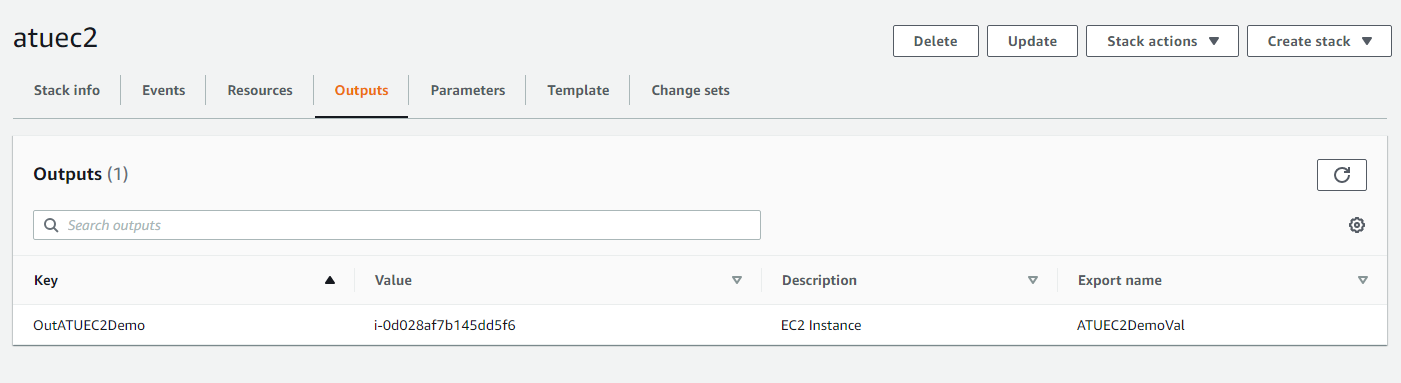 atuec2
Delete Update Stack actions Create stack
Stack info Events Resources Outputs Parameters Template Change sets
Outputs (1)
Search outputs
Key Value Description Export name
OutATUEC2Demo i-0d028af7b145dd5f6 EC2 Instance ATUEC2DemoVal